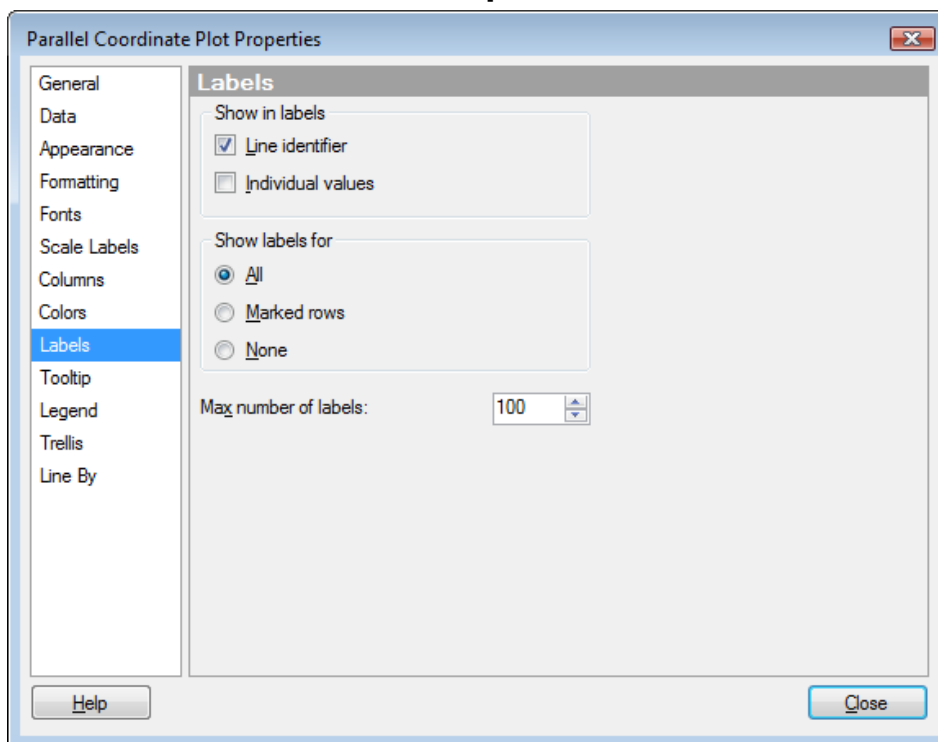 Parallel Coordinate Plot Properties
General
Data
Appearance
Formatting
Fonts
Scale Labels
Columns
Colors
Labels
Tooltip
Legend
Trellis
Line By
Labels
Show in labels
Line identifier
Individual values
Show labels for
All
Marked rows
None
Max number of labels: 100
Help
Close